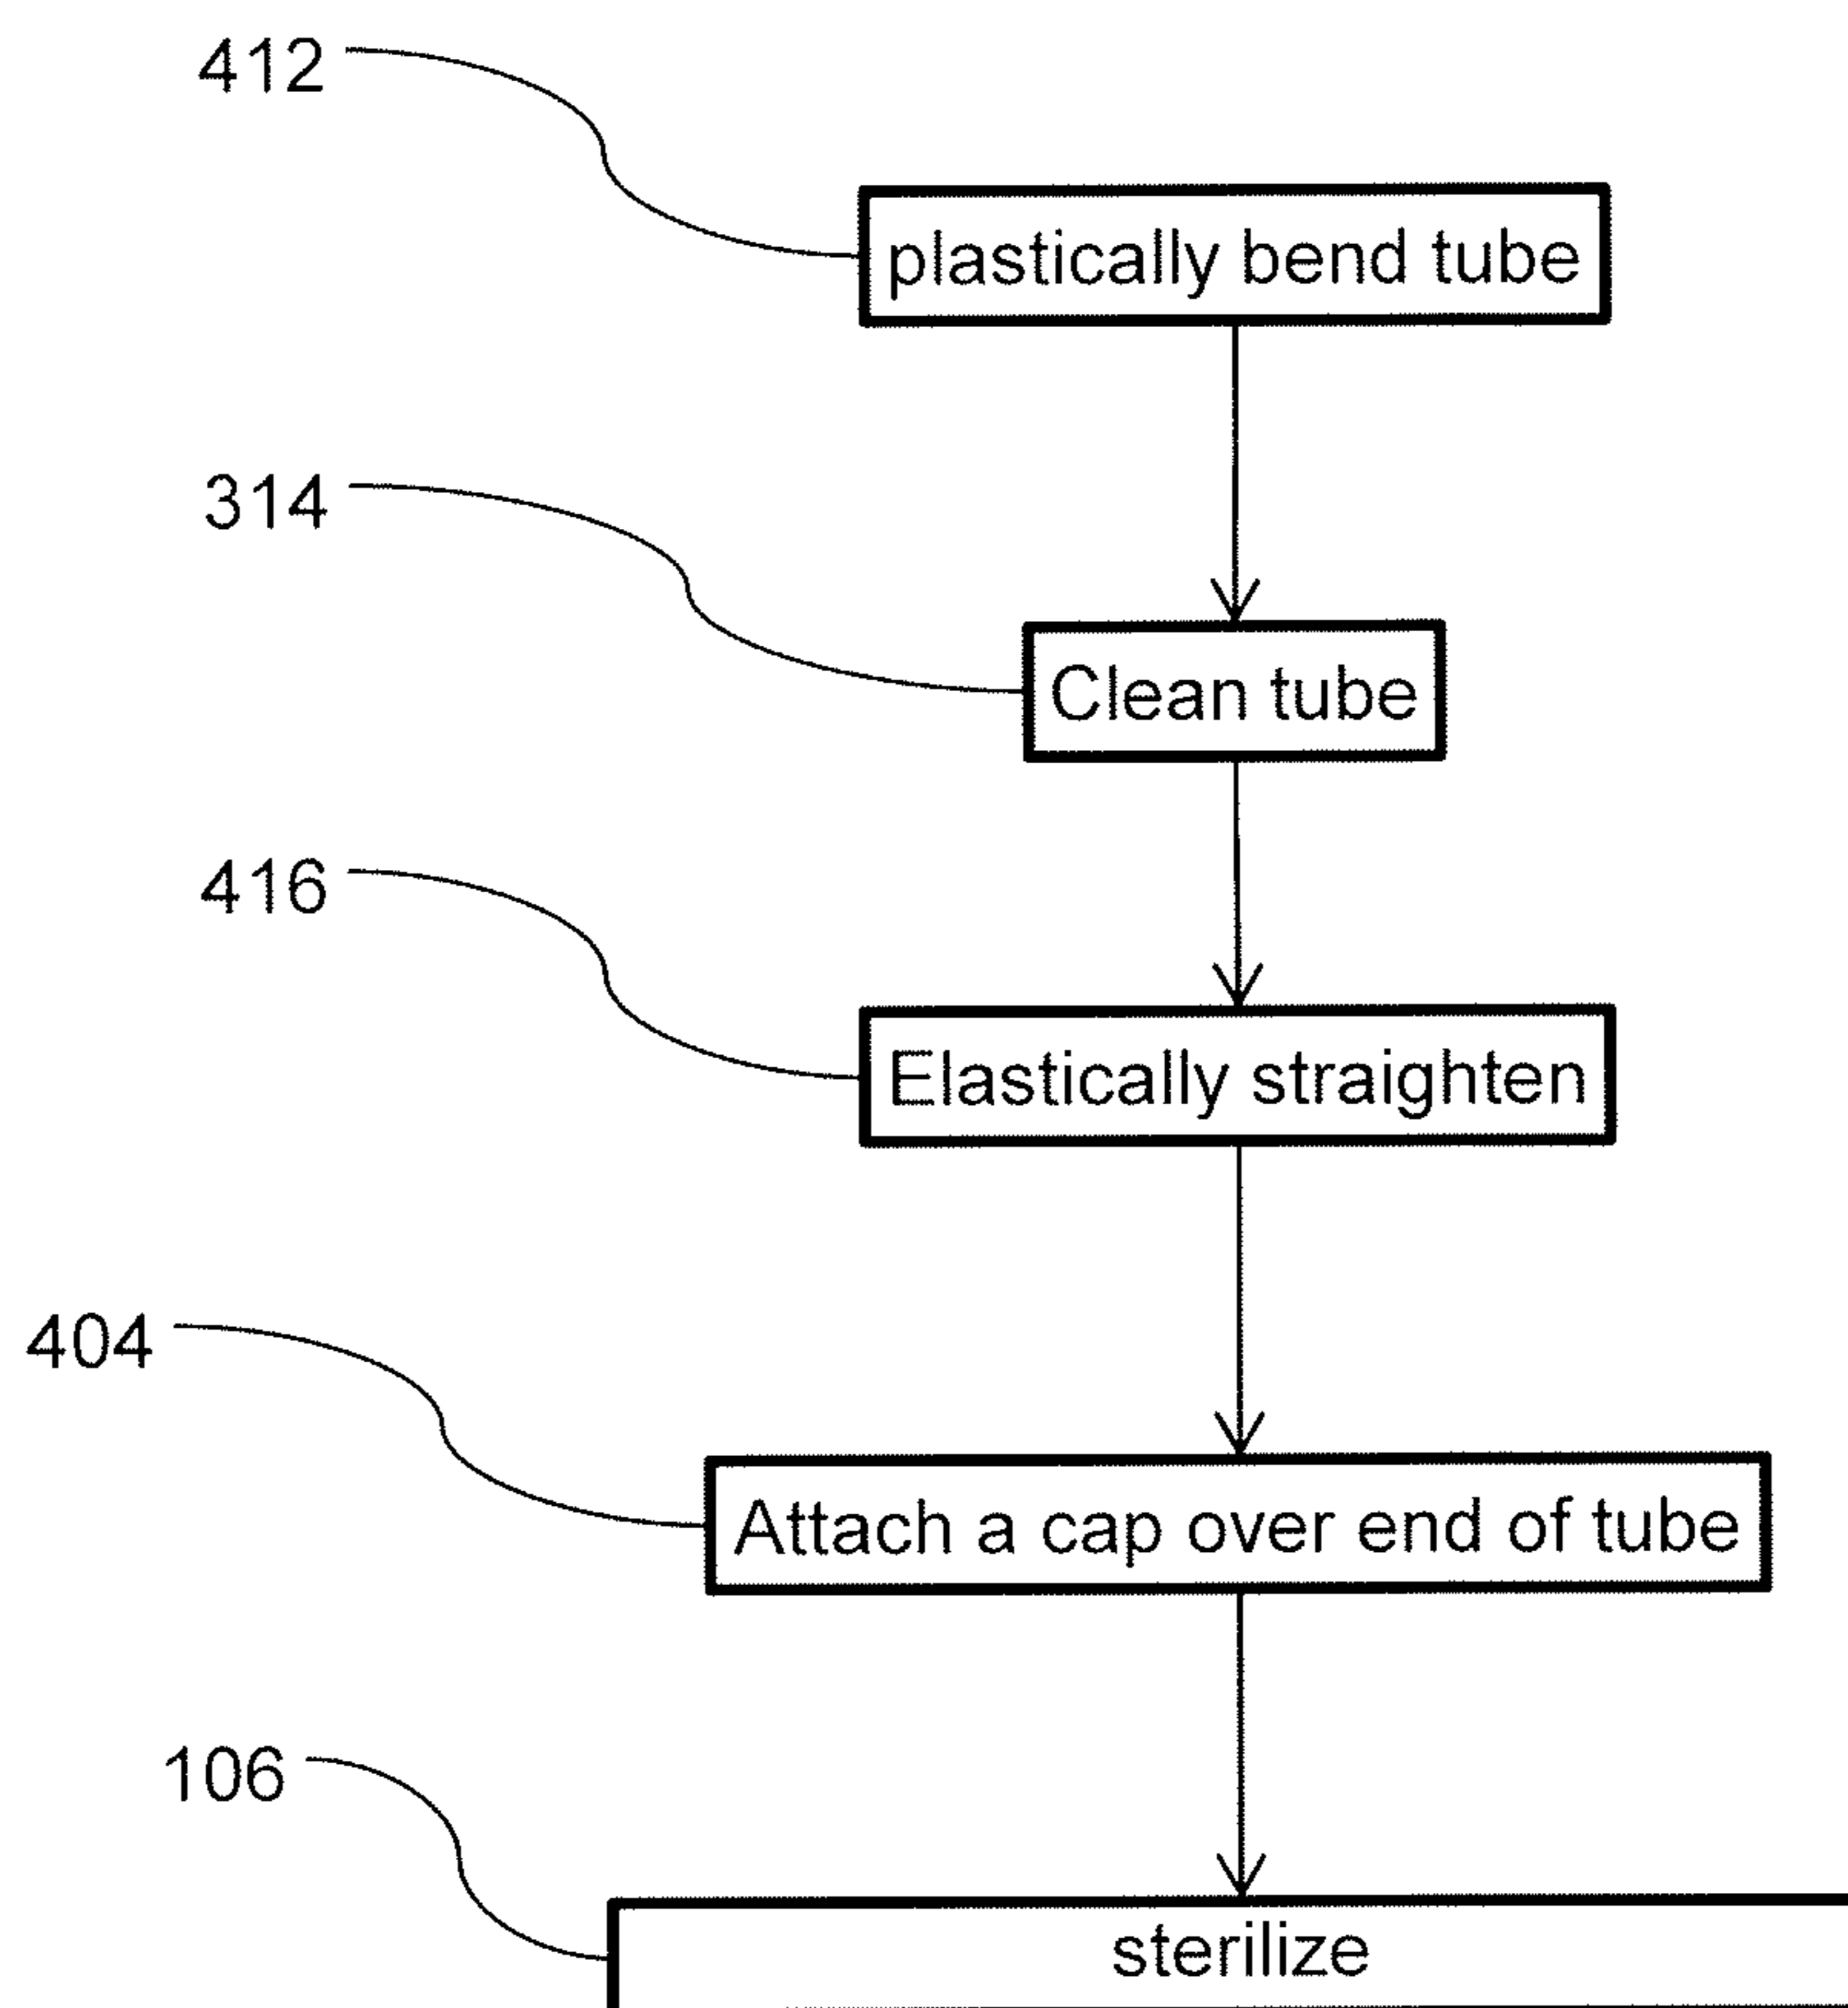 412
plastically bend tube
314
Clean tube
416
Elastically straighten
404
Attach a cap over end of tube
106
sterilize